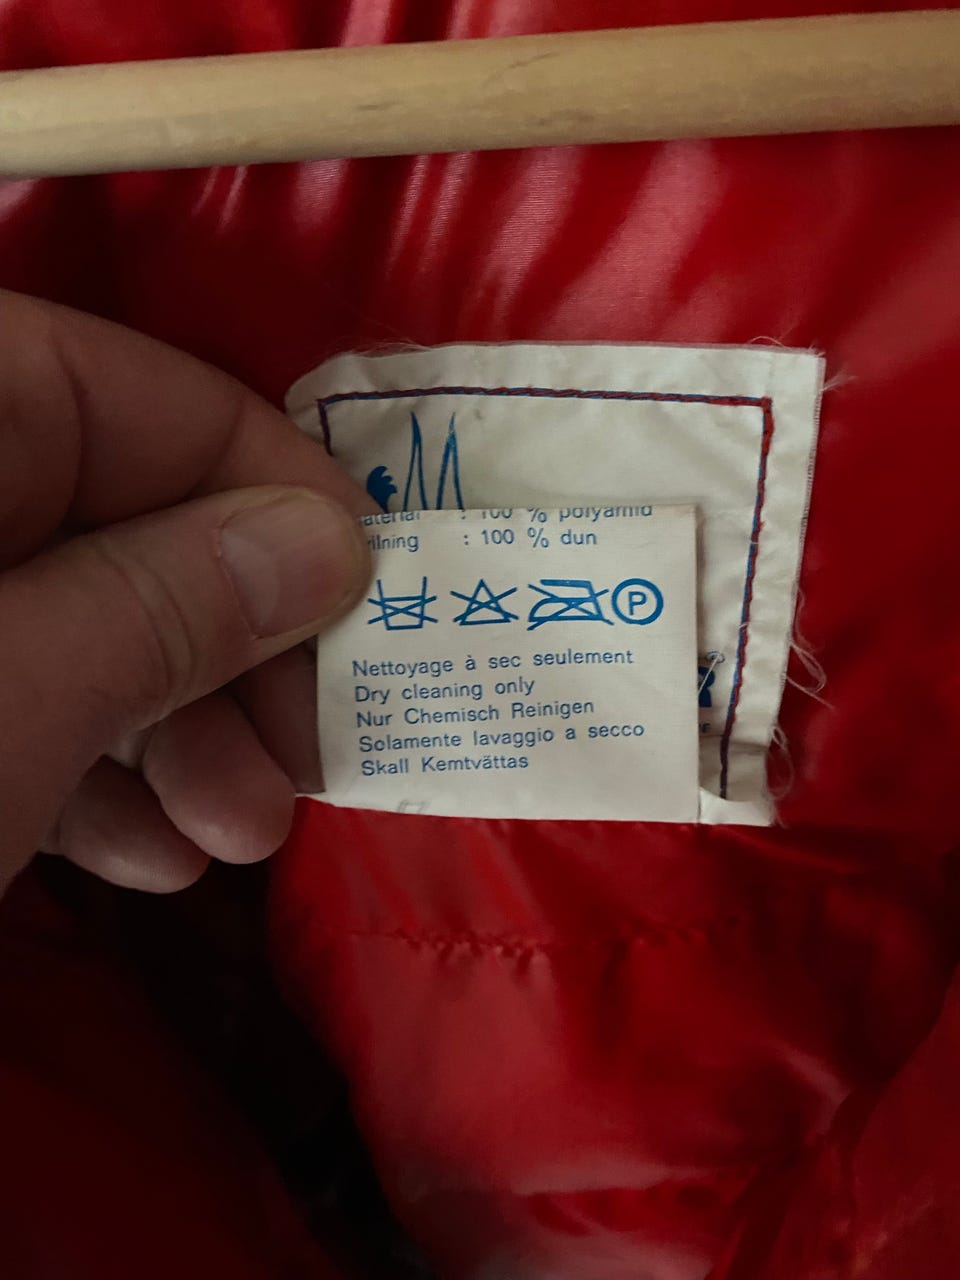 : 100 % polyamid
: 100 % dun
P
Nettoyage à sec seulement
Dry cleaning only
Nur Chemisch Reinigen
Solamente lavaggio a secco
Skall Kemtvättas